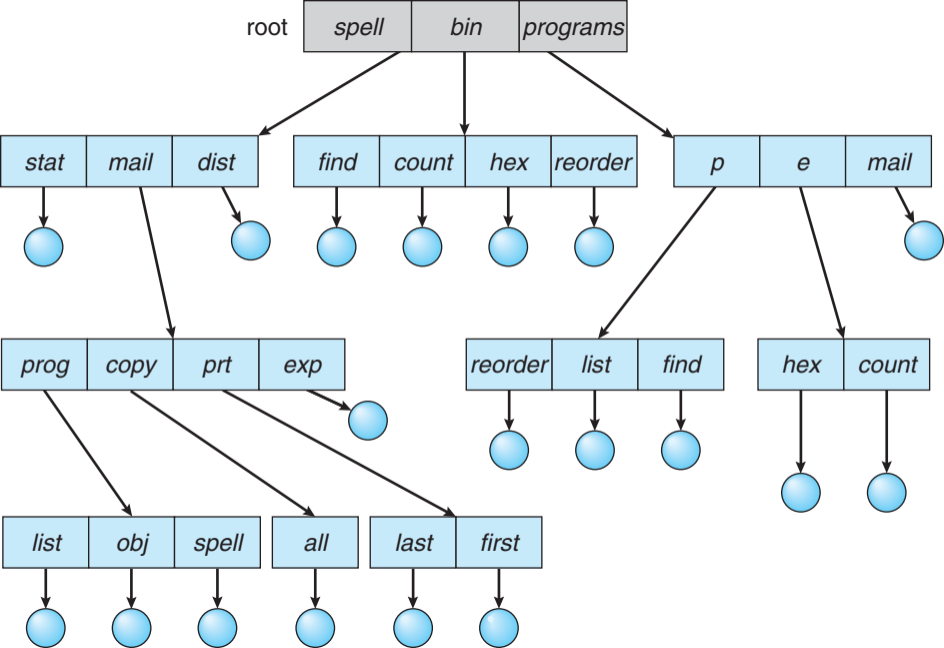 root spell bin programs
stat mail dist find count hex reorder p e mail
prog copy prt exp reorder list find hex count
list obj spell all last first